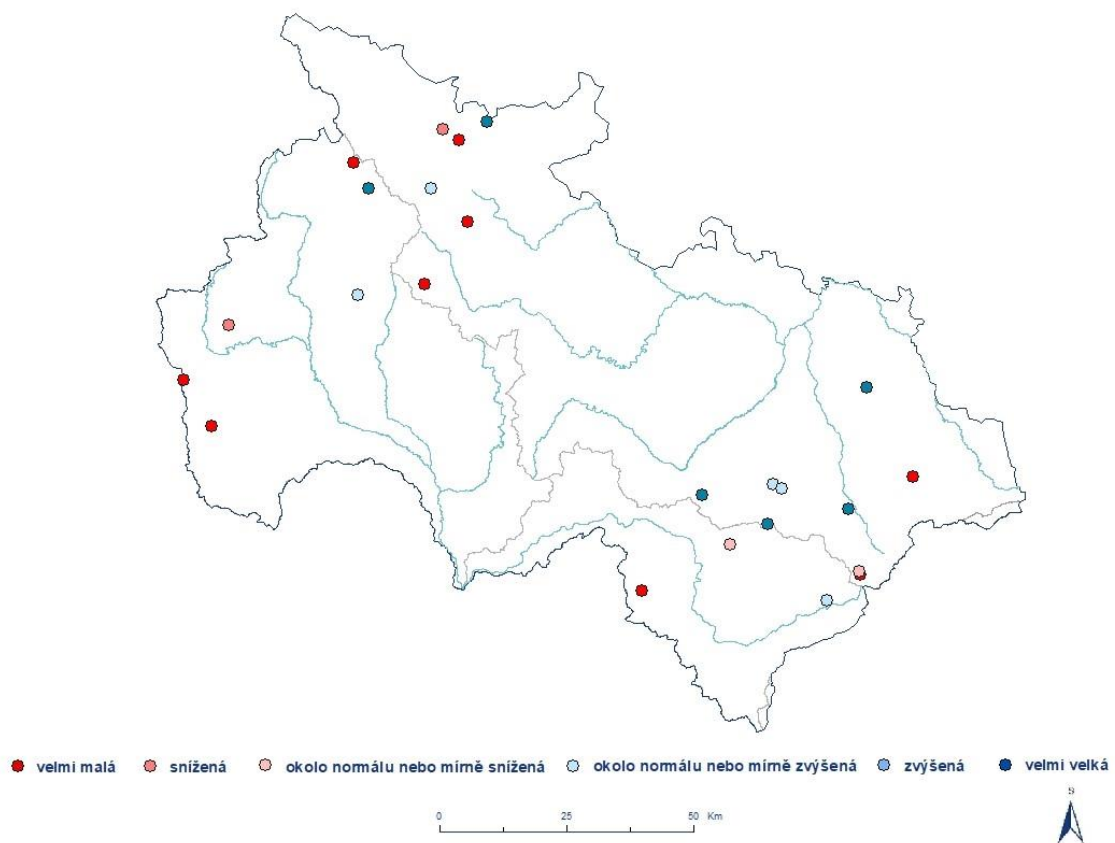 velmi malá snížená okolo normálu nebo mírně snížená okolo normálu nebo mírně zvýšená zvýšená velmi velká
0 25 50 Km
S